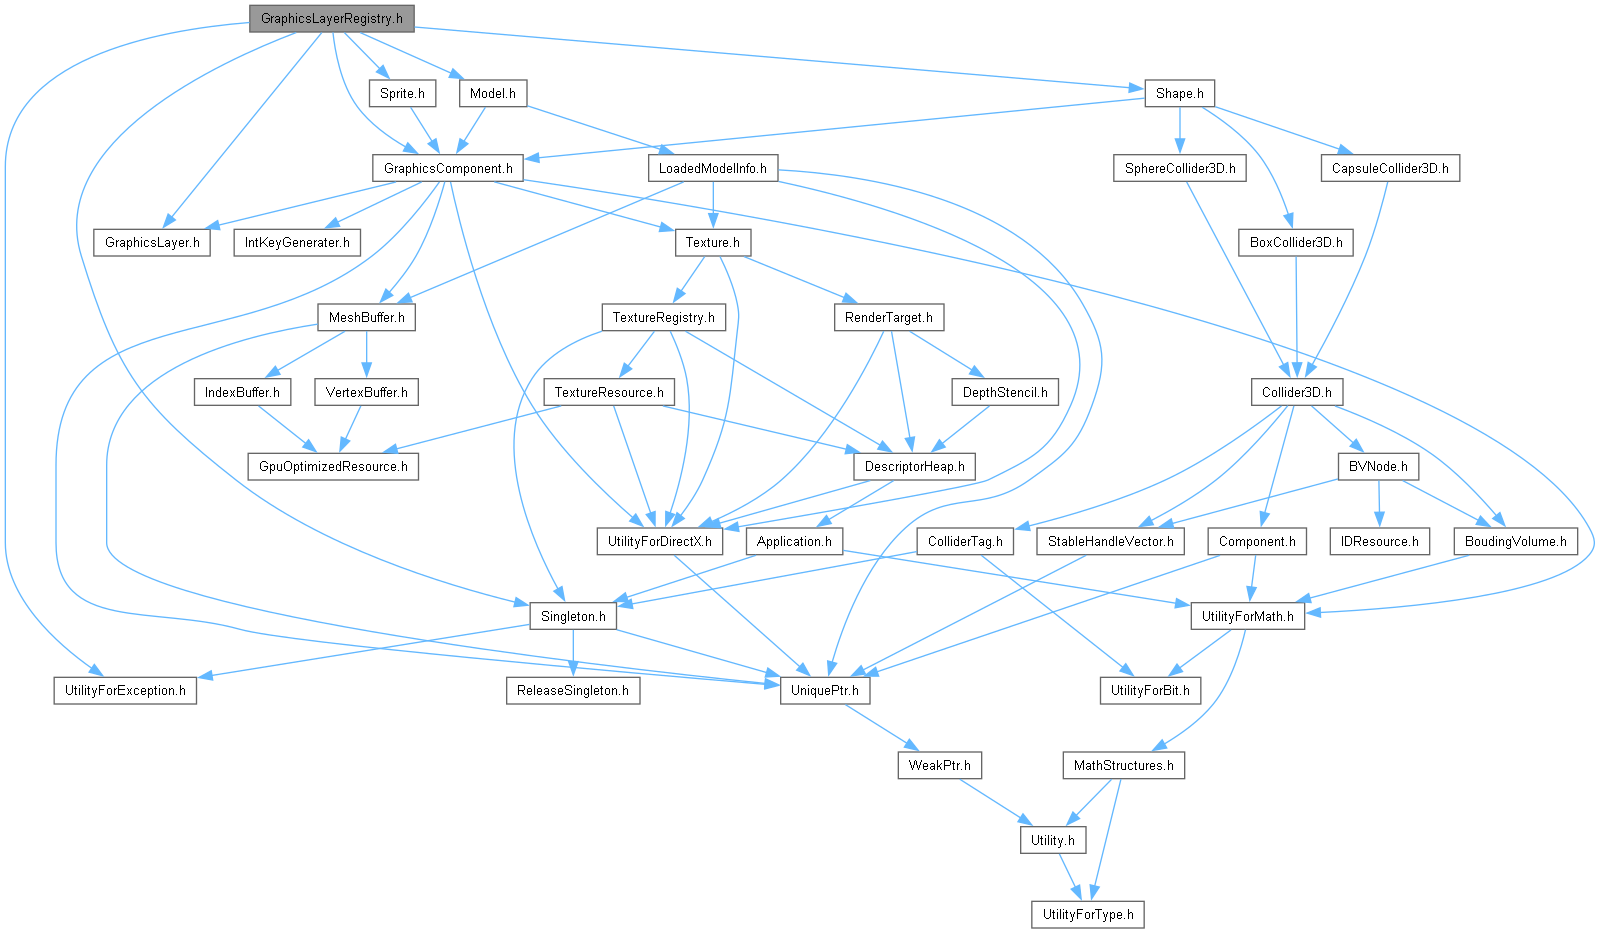 GraphicsLayerRegistry.h
Sprite.h
Model.h
Shape.h
GraphicsComponent.h
LoadedModelInfo.h
SphereCollider3D.h
CapsuleCollider3D.h
GraphicsLayer.h
IntKeyGenerater.h
Texture.h
BoxCollider3D.h
MeshBuffer.h
TextureRegistry.h
RenderTarget.h
IndexBuffer.h
VertexBuffer.h
TextureResource.h
DepthStencil.h
Collider3D.h
GpuOptimizedResource.h
DescriptorHeap.h
BVNode.h
UtilityForDirectX.h
Application.h
ColliderTag.h
StableHandleVector.h
Component.h
IDResource.h
BoudingVolume.h
Singleton.h
UtilityForMath.h
UtilityForException.h
ReleaseSingleton.h
UniquePtr.h
UtilityForBit.h
WeakPtr.h
MathStructures.h
Utility.h
UtilityForType.h